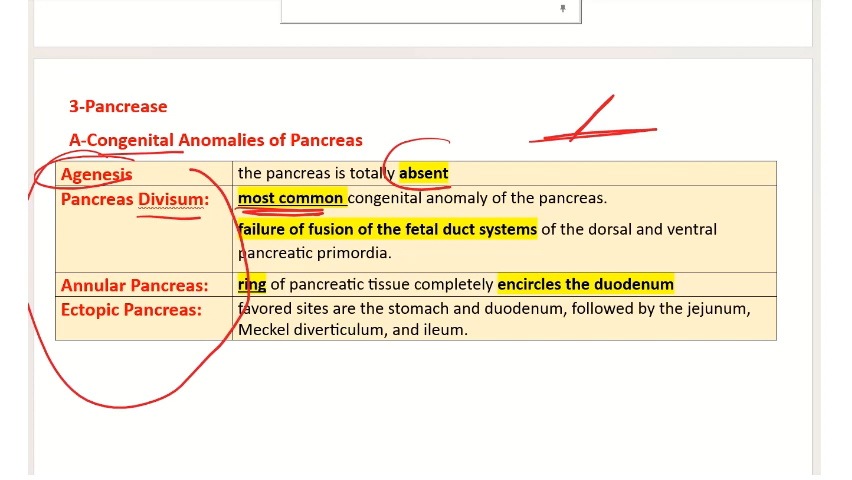 3-Pancrease
A-Congenital Anomalies of Pancreas
Agenesis the pancreas is totally absent
Pancreas Divisum: most common congenital anomaly of the pancreas.
failure of fusion of the fetal duct systems of the dorsal and ventral
pancreatic primordia.
Annular Pancreas: ring of pancreatic tissue completely encircles the duodenum
Ectopic Pancreas: favored sites are the stomach and duodenum, followed by the jejunum,
Meckel diverticulum, and ileum.